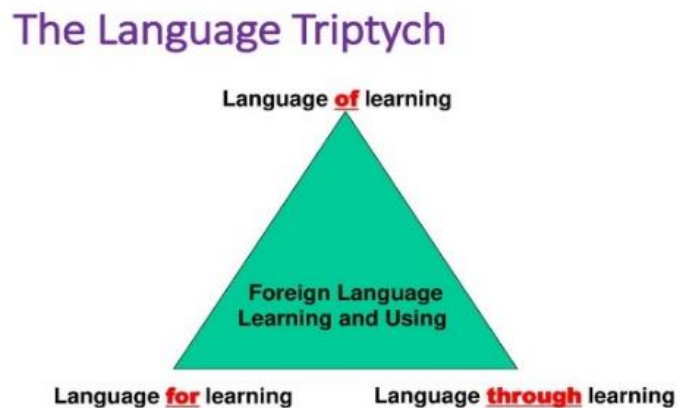 The Language Triptych
Language of learning
Foreign Language
Learning and Using
Language for learning
Language through learning